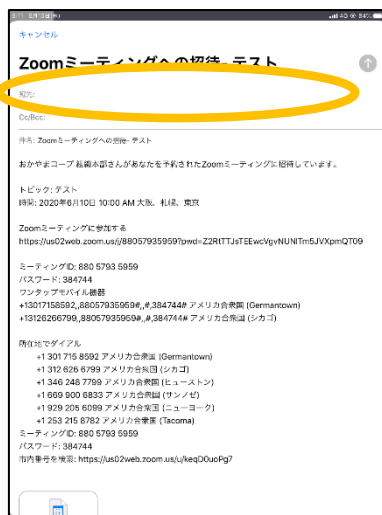 キャンセル
Zoomミーティングへの招待- テスト
宛先:
Cc/Bcc:
件名: Zoomミーティングへの招待- テスト
おかやまコープ 組織本部さんがあなたを予約されたZoomミーティングに招待しています。
トピック: テスト
時間: 2020年6月10日 10:00 AM 大阪、札幌、東京
Zoomミーティングに参加する
https://us02web.zoom.us/j/88057935959?pwd=Z2RtTTJsTEEwcVgvNUNITm5JVXpmQT09
ミーティングID: 880 5793 5959
パスワード: 384744
ワンタップモバイル機器
+13017158592,,88057935959#,,#,384744# アメリカ合衆国 (Germantown)
+13126266799,,88057935959#,,#,384744# アメリカ合衆国 (シカゴ)
所在地でダイアル
+1 301 715 8592 アメリカ合衆国 (Germantown)
+1 312 626 6799 アメリカ合衆国 (シカゴ)
+1 346 248 7799 アメリカ合衆国 (ヒューストン)
+1 669 900 6833 アメリカ合衆国 (サンノゼ)
+1 929 205 6099 アメリカ合衆国 (ニューヨーク)
+1 253 215 8782 アメリカ合衆国 (Tacoma)
ミーティングID: 880 5793 5959
パスワード: 384744
市内番号を検索: https://us02web.zoom.us/u/keqD0uoPg7